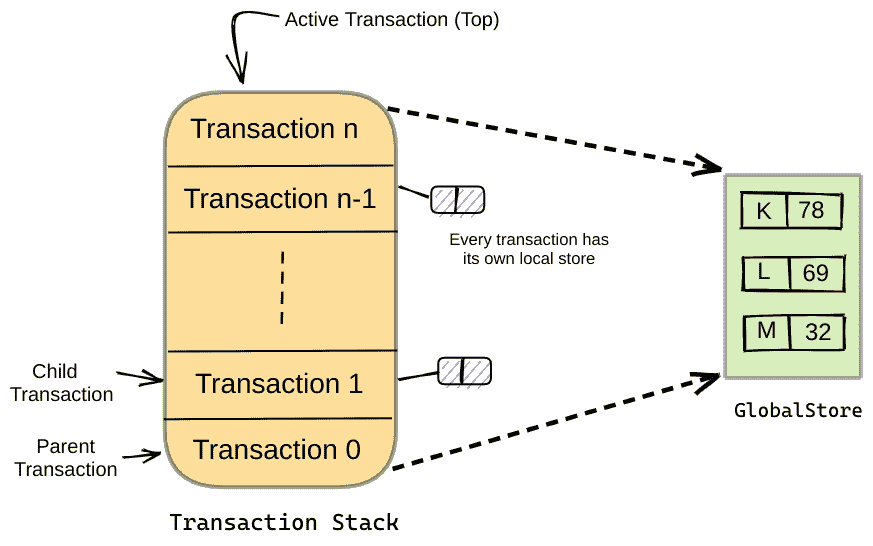 Active Transaction (Top)
Transaction n
Transaction n-1
Every transaction has
its own local store
K 78
L 69
M 32
GlobalStore
Child
Transaction
Transaction 1
Parent
Transaction
Transaction 0
Transaction Stack